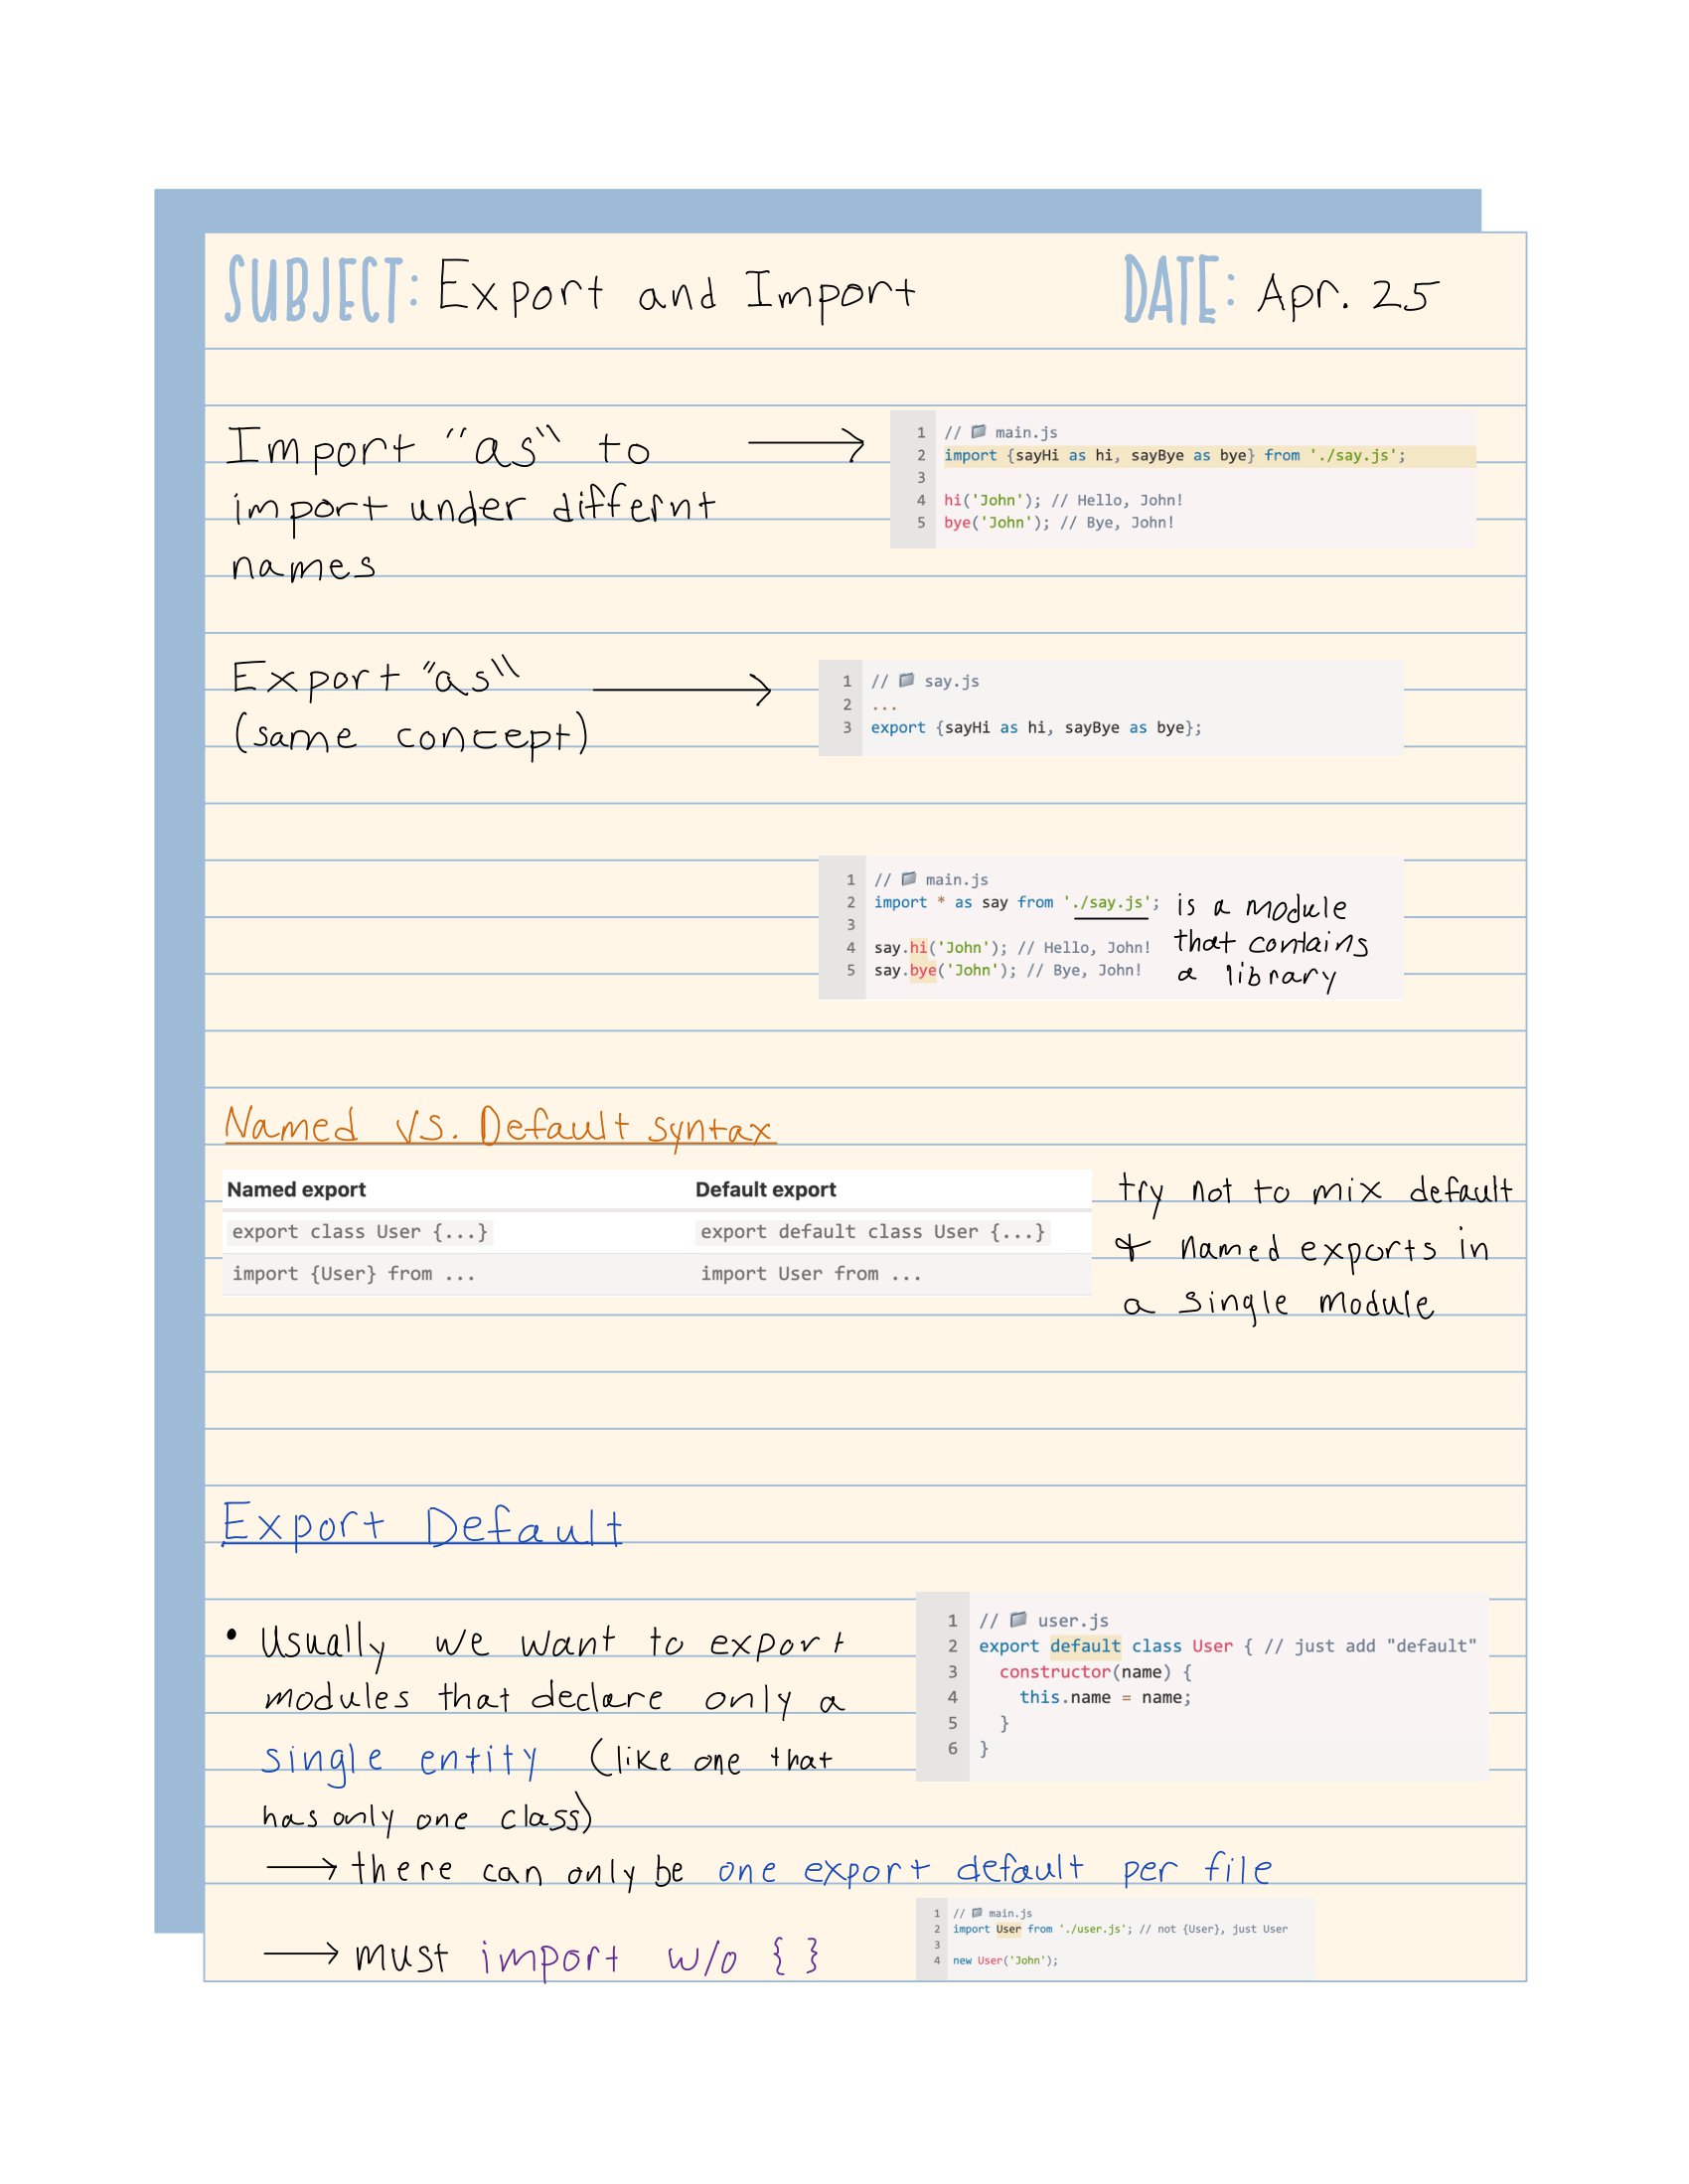 SUBJECT: Export and Import DATE: Apr. 25
Import "as" to
import under differnt
names
1 // main.js
2 import {sayHi as hi, sayBye as bye} from './say.js';
3
4 hi('John'); // Hello, John!
5 bye('John'); // Bye, John!
Export "as"
(same concept)
1 // say.js
2 ...
3 export {sayHi as hi, sayBye as bye};
1 // main.js
2 import * as say from './say.js';
3
4 say.hi('John'); // Hello, John!
5 say.bye('John'); // Bye, John!
is a module
that contains
a library
Named vs. Default syntax
Named export Default export
export class User {...} export default class User {...}
import {User} from ... import User from ...
try not to mix default
& named exports in
a single module
Export Default
• Usually we want to export
modules that declare only a
single entity (like one that
has only one class)
1 // user.js
2 export default class User { // just add "default"
3 constructor(name) {
4 this.name = name;
5 }
6 }
→ there can only be one export default per file
→ must import w/o { }
1 // main.js
2 import User from './user.js'; // not {User}, just User
3
4 new User('John');